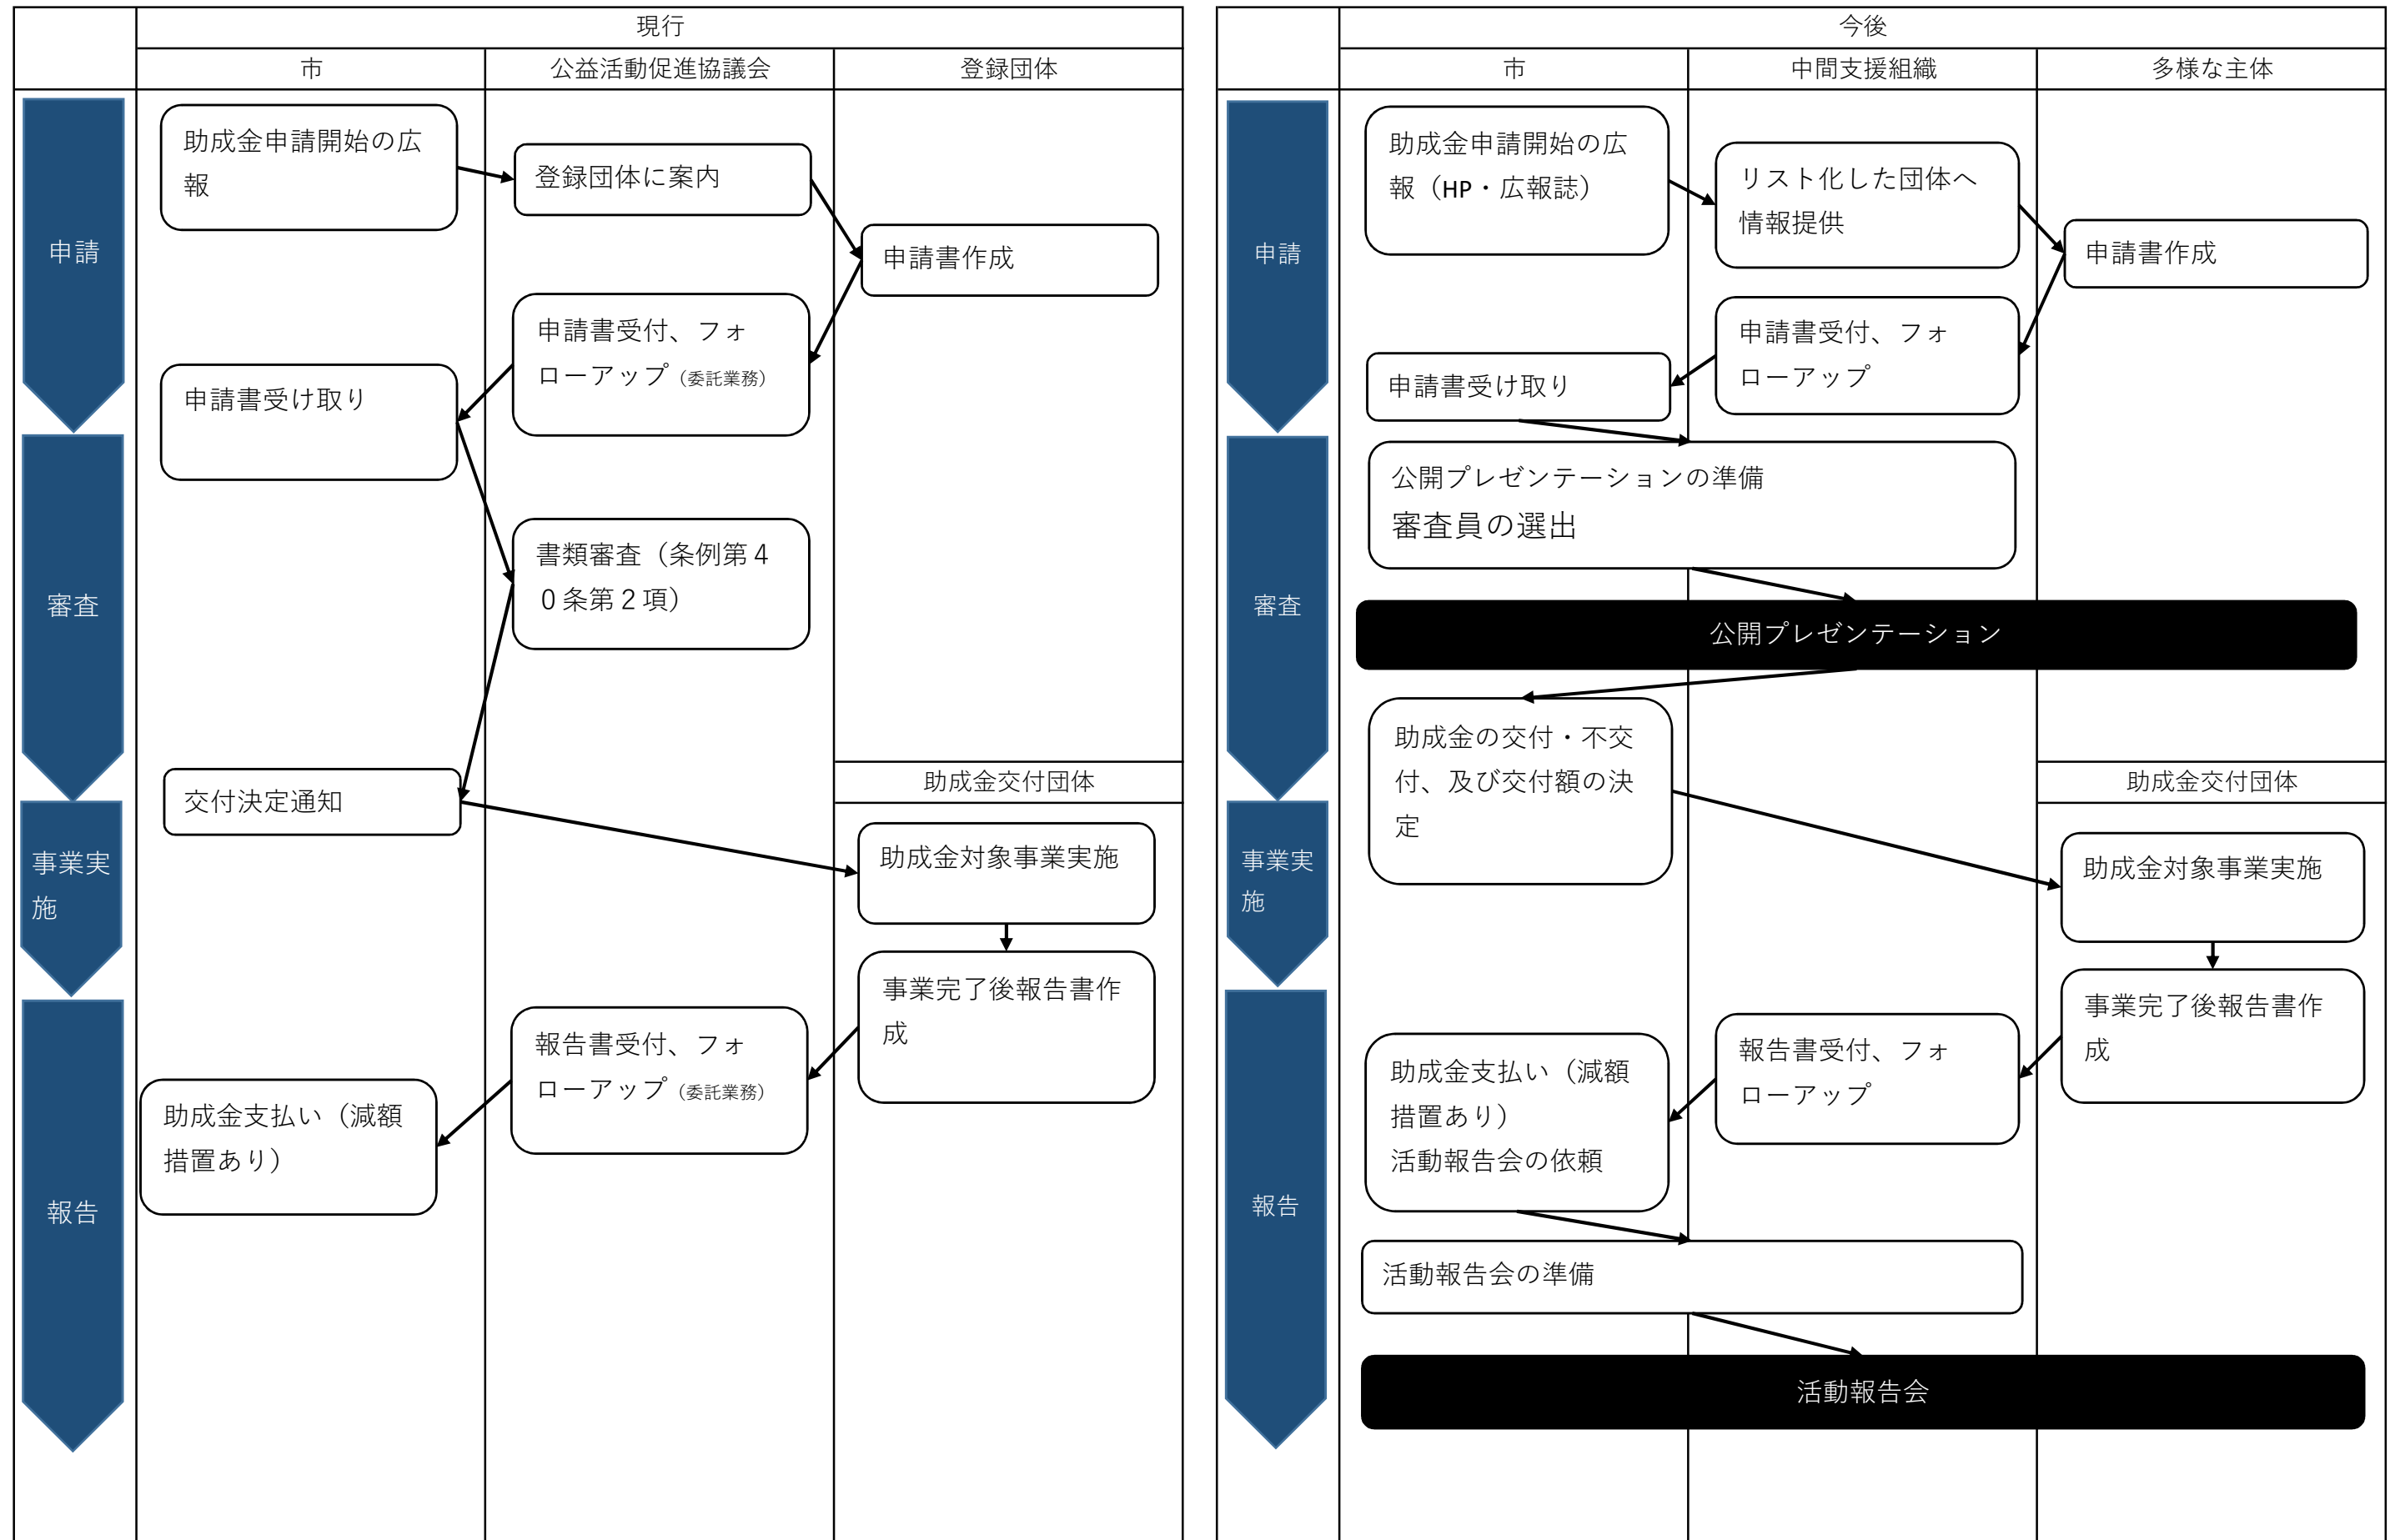 現行
市
公益活動促進協議会
登録団体
申請
助成金申請開始の広
報
登録団体に案内
申請書作成
申請書受付、フォ
ローアップ（委託業務）
申請書受け取り
審査
書類審査（条例第４
０条第２項）
交付決定通知
助成金交付団体
事業実
施
助成金対象事業実施
事業完了後報告書作
成
報告
報告書受付、フォ
ローアップ（委託業務）
助成金支払い（減額
措置あり）
今後
市
中間支援組織
多様な主体
申請
助成金申請開始の広
報（HP・広報誌）
リスト化した団体へ
情報提供
申請書作成
申請書受付、フォ
ローアップ
申請書受け取り
審査
公開プレゼンテーションの準備
審査員の選出
公開プレゼンテーション
助成金の交付・不交
付、及び交付額の決
定
助成金交付団体
事業実
施
助成金対象事業実施
事業完了後報告書作
成
報告
報告書受付、フォ
ローアップ
助成金支払い（減額
措置あり）
活動報告会の依頼
活動報告会の準備
活動報告会